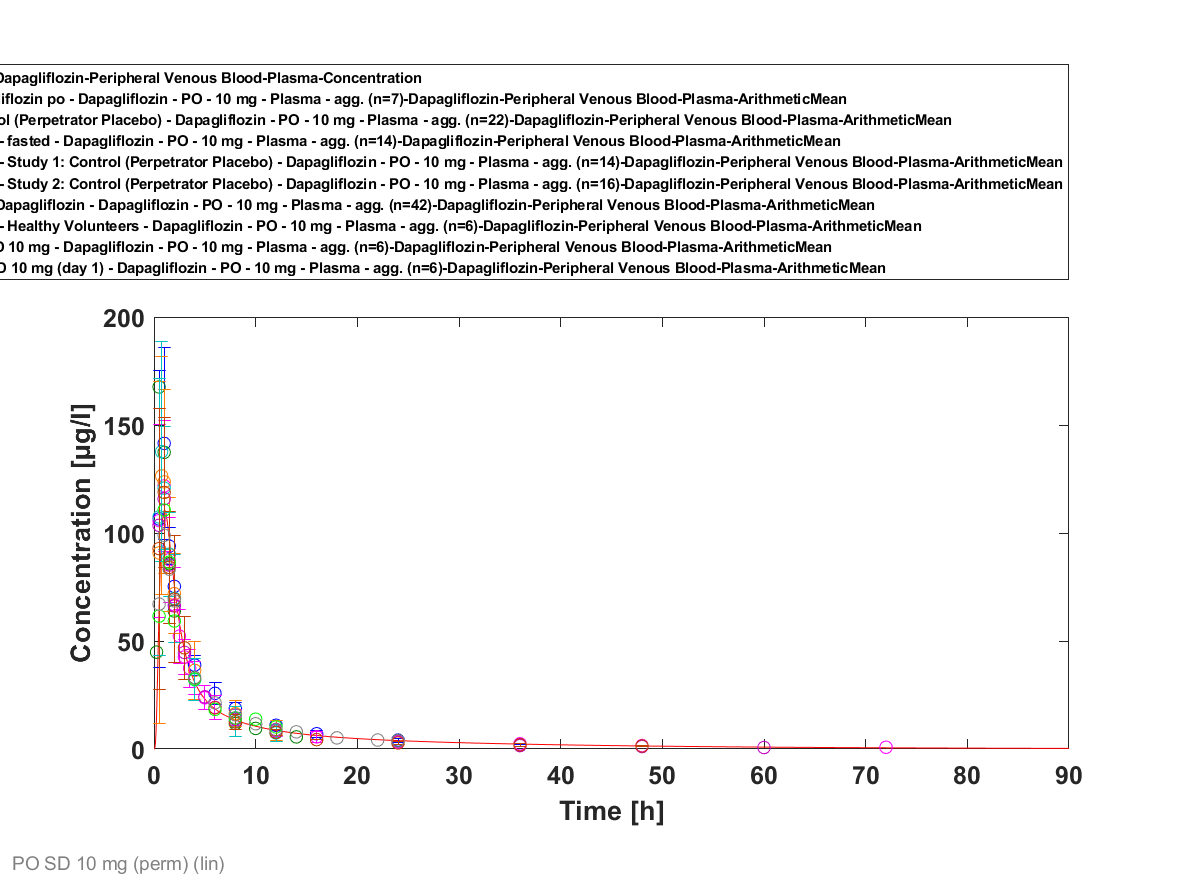 Dapagliflozin-Peripheral Venous Blood-Plasma-Concentration
iflozin po - Dapagliflozin - PO - 10 mg - Plasma - agg. (n=7)-Dapagliflozin-Peripheral Venous Blood-Plasma-ArithmeticMean
ol (Perpetrator Placebo) - Dapagliflozin - PO - 10 mg - Plasma - agg. (n=22)-Dapagliflozin-Peripheral Venous Blood-Plasma-ArithmeticMean
- fasted - Dapagliflozin - PO - 10 mg - Plasma - agg. (n=14)-Dapagliflozin-Peripheral Venous Blood-Plasma-ArithmeticMean
- Study 1: Control (Perpetrator Placebo) - Dapagliflozin - PO - 10 mg - Plasma - agg. (n=14)-Dapagliflozin-Peripheral Venous Blood-Plasma-ArithmeticMean
- Study 2: Control (Perpetrator Placebo) - Dapagliflozin - PO - 10 mg - Plasma - agg. (n=16)-Dapagliflozin-Peripheral Venous Blood-Plasma-ArithmeticMean
Dapagliflozin - Dapagliflozin - PO - 10 mg - Plasma - agg. (n=42)-Dapagliflozin-Peripheral Venous Blood-Plasma-ArithmeticMean
- Healthy Volunteers - Dapagliflozin - PO - 10 mg - Plasma - agg. (n=6)-Dapagliflozin-Peripheral Venous Blood-Plasma-ArithmeticMean
D 10 mg - Dapagliflozin - PO - 10 mg - Plasma - agg. (n=6)-Dapagliflozin-Peripheral Venous Blood-Plasma-ArithmeticMean
D 10 mg (day 1) - Dapagliflozin - PO - 10 mg - Plasma - agg. (n=6)-Dapagliflozin-Peripheral Venous Blood-Plasma-ArithmeticMean
200
150
100
50
0
Concentration [µg/l]
0 10 20 30 40 50 60 70 80 90
Time [h]
PO SD 10 mg (perm) (lin)